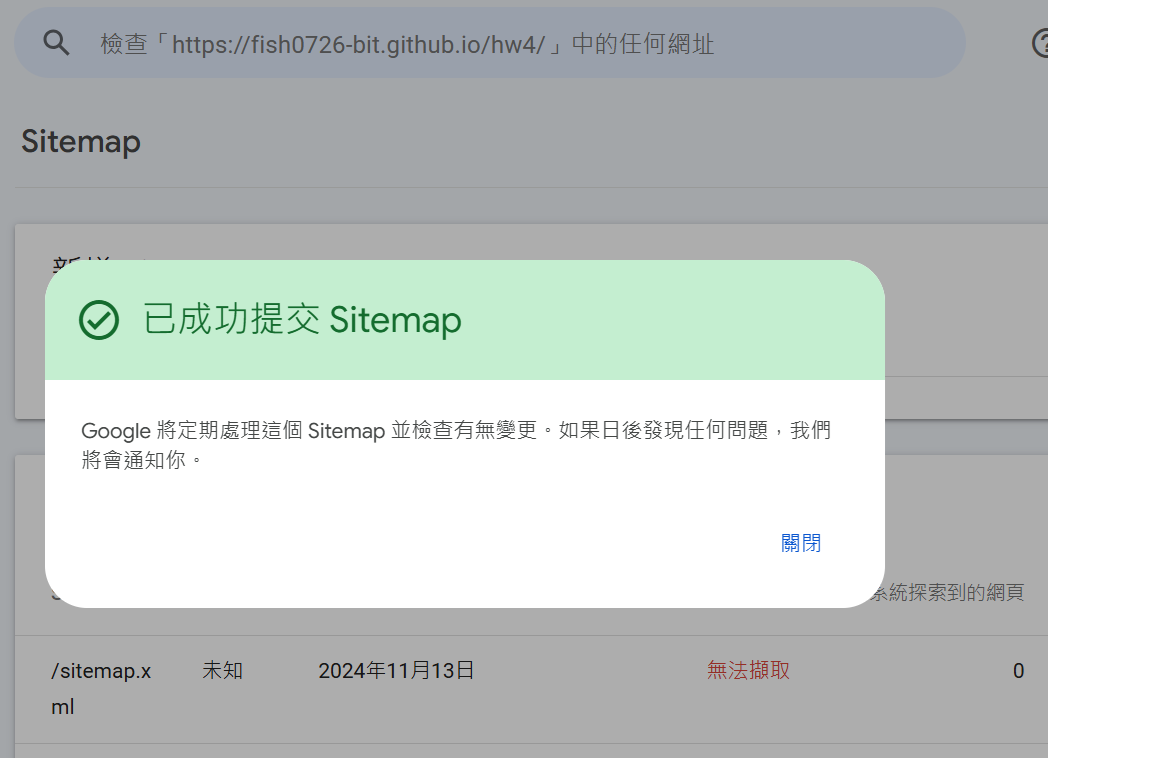 檢查「https://fish0726-bit.github.io/hw4/」中的任何網址
Sitemap
已成功提交 Sitemap
Google 將定期處理這個 Sitemap 並檢查有無變更。如果日後發現任何問題，我們
將會通知你。
關閉
系統探索到的網頁
/sitemap.x
ml
未知
2024年11月13日
無法擷取
0